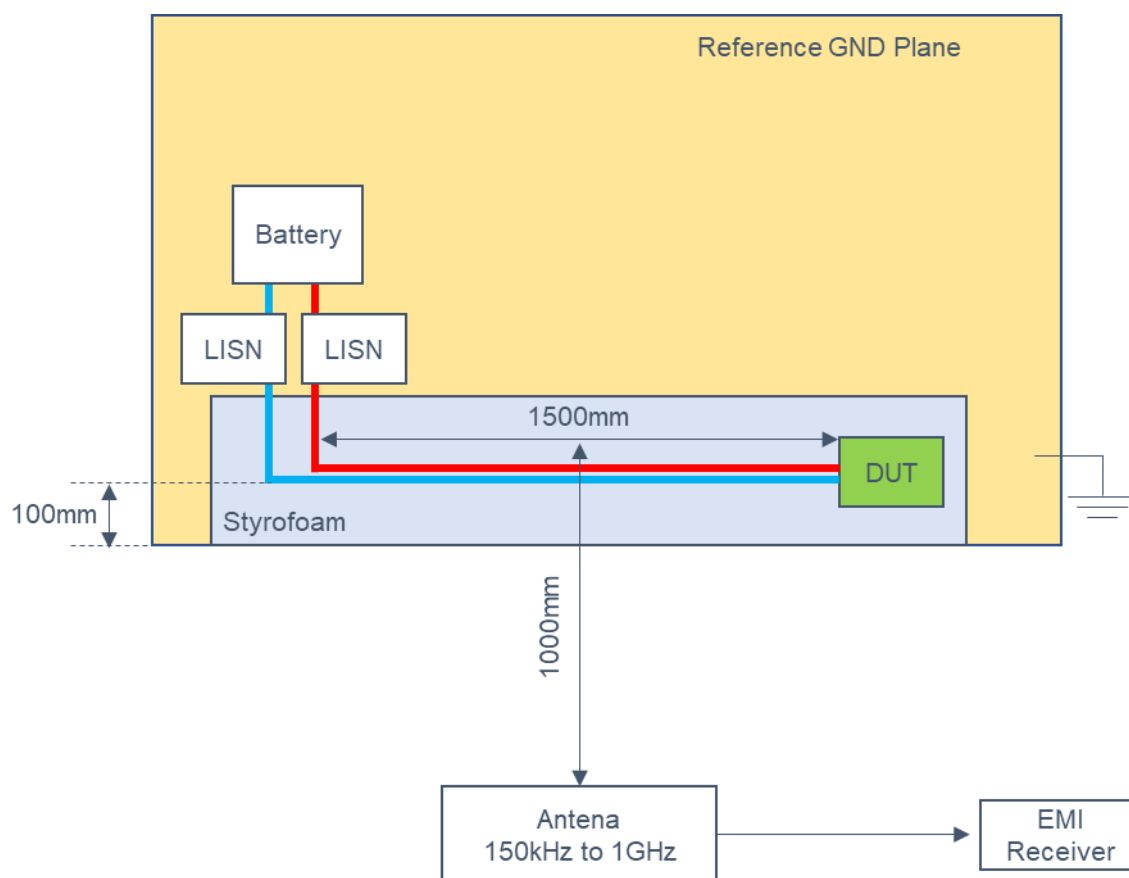 Reference GND Plane
Battery
LISN
LISN
1500mm
DUT
100mm
Styrofoam
1000mm
Antena
150kHz to 1GHz
EMI
Receiver